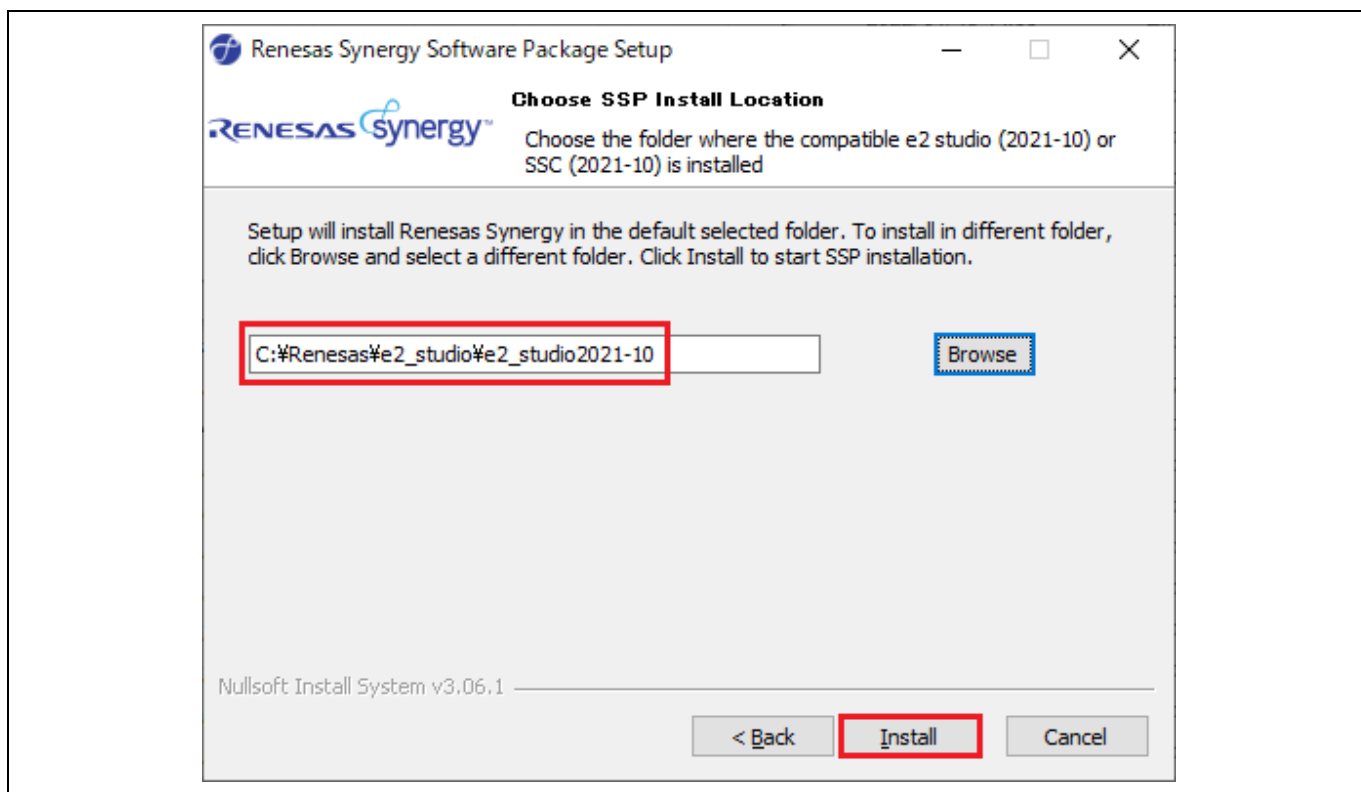 Renesas Synergy Software Package Setup
RENESAS synergy™
Choose SSP Install Location
Choose the folder where the compatible e2 studio (2021-10) or
SSC (2021-10) is installed
Setup will install Renesas Synergy in the default selected folder. To install in different folder,
click Browse and select a different folder. Click Install to start SSP installation.
C:¥Renesas¥e2_studio¥e2_studio2021-10
Browse
Nullsoft Install System v3.06.1
< Back
Install
Cancel